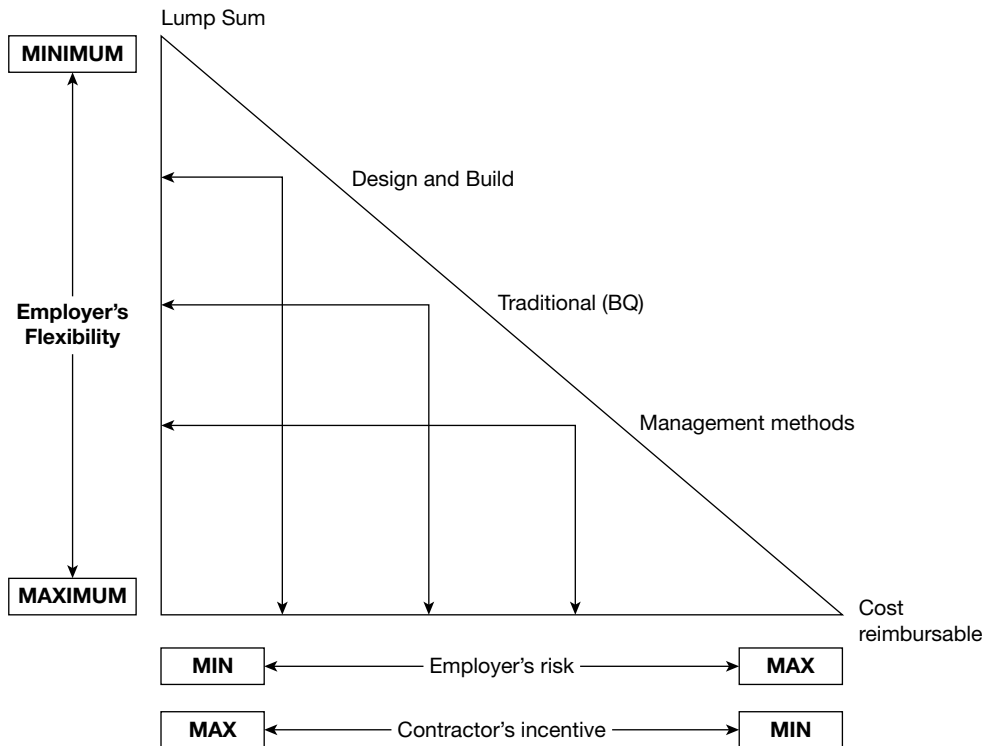 Lump Sum
MINIMUM
Design and Build
Traditional (BQ)
Employer’s
Flexibility
Management methods
MAXIMUM
Cost
reimbursable
MIN
Employer’s risk
MAX
MAX
Contractor’s incentive
MIN